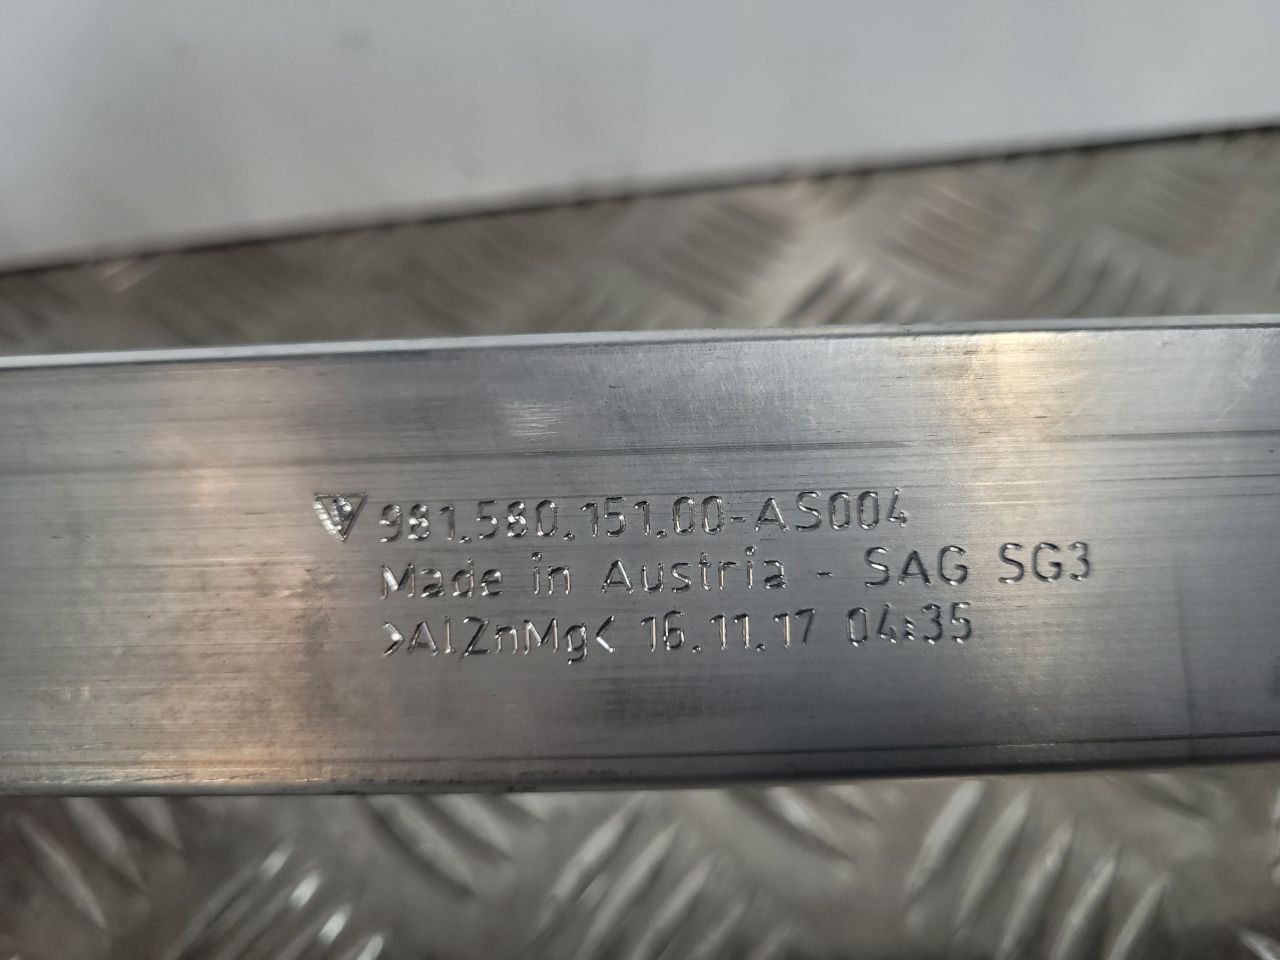 981.580.151.00-AS004
Made in Austria - SAG SG3
>AlZnMg< 16.11.17 04:35